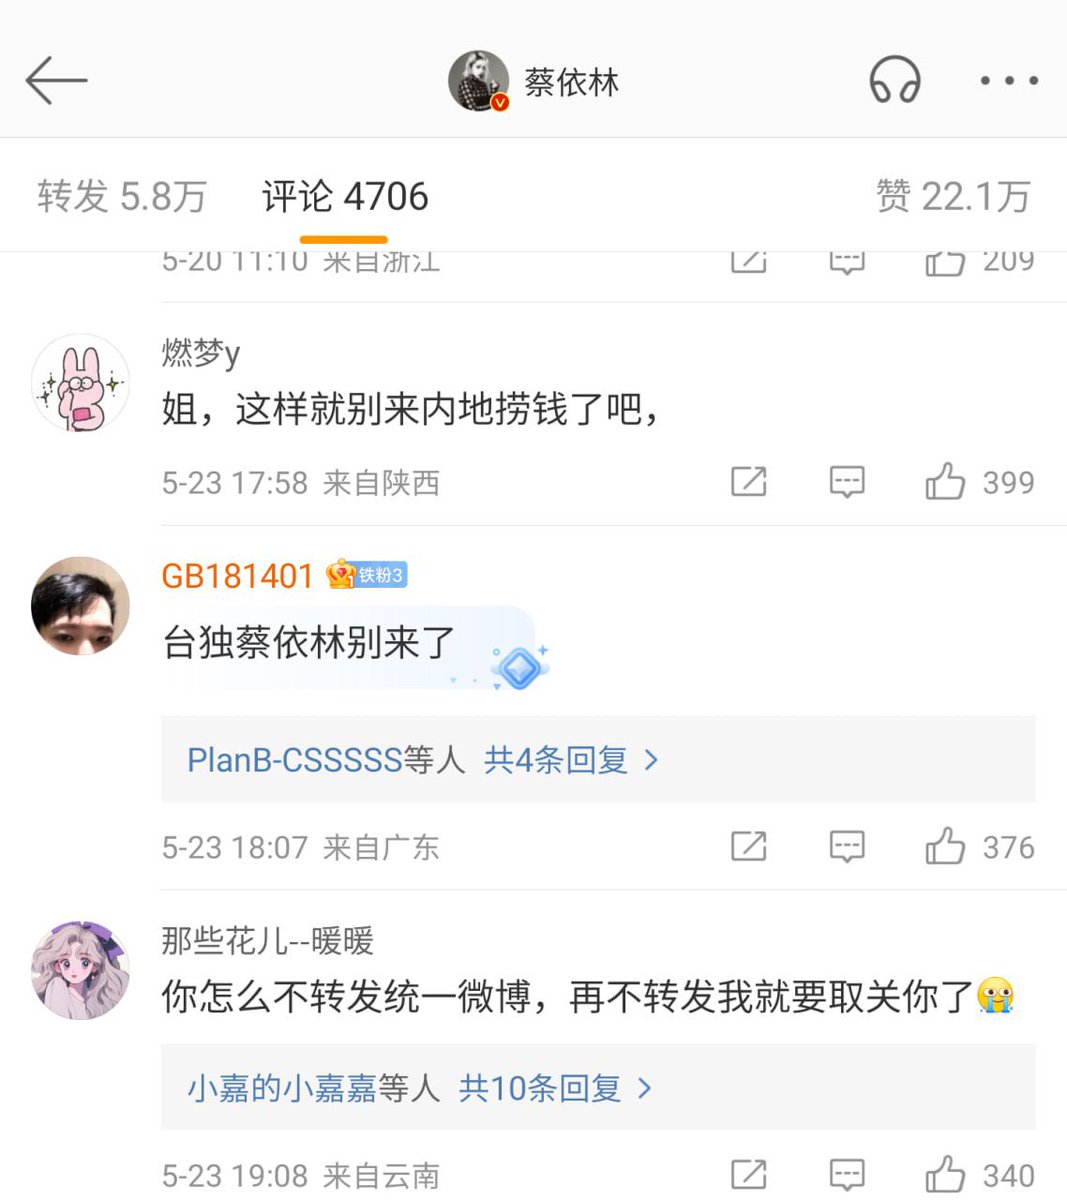 蔡依林
转发 5.8万 评论 4706 赞 22.1万
5-20 11:10 来自浙江 209
燃梦y
姐，这样就别来内地捞钱了吧，
5-23 17:58 来自陕西 399
GB181401 铁粉3
台独蔡依林别来了
PlanB-CSSSSS等人 共4条回复 >
5-23 18:07 来自广东 376
那些花儿--暖暖
你怎么不转发统一微博，再不转发我就要取关你了😭
小嘉的小嘉嘉等人 共10条回复 >
5-23 19:08 来自云南 340